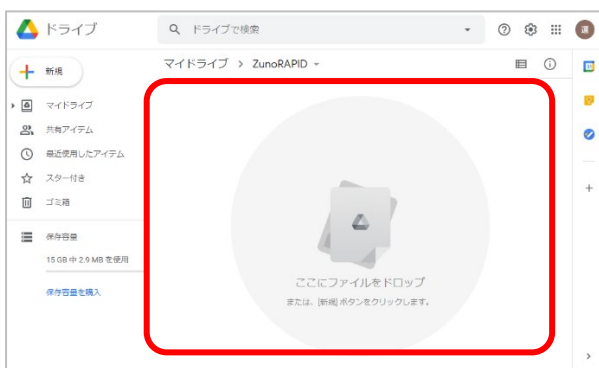 ドライブ
ドライブで検索
運
新規
マイドライブ > ZunoRAPID
マイドライブ
共有アイテム
最近使用したアイテム
スター付き
ゴミ箱
保存容量
15 GB 中 2.9 MB を使用
保存容量を購入
ここにファイルをドロップ
または、[新規] ボタンをクリックします。